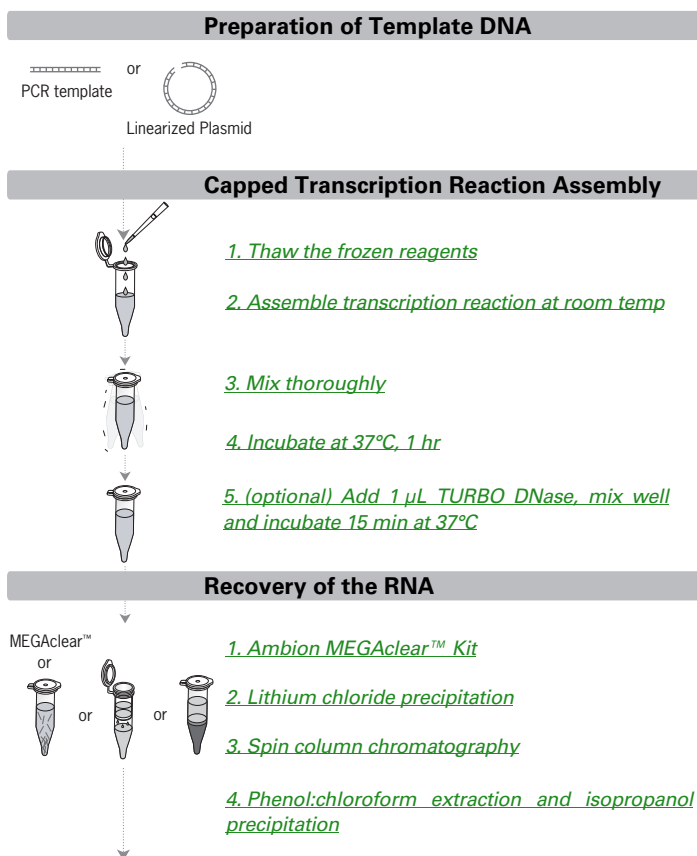 Preparation of Template DNA
or
PCR template
Linearized Plasmid
Capped Transcription Reaction Assembly
1. Thaw the frozen reagents
2. Assemble transcription reaction at room temp
3. Mix thoroughly
4. Incubate at 37°C, 1 hr
5. (optional) Add 1 µL TURBO DNase, mix well
and incubate 15 min at 37°C
Recovery of the RNA
MEGAclear™
or
or
or
1. Ambion MEGAclear™ Kit
2. Lithium chloride precipitation
3. Spin column chromatography
4. Phenol:chloroform extraction and isopropanol
precipitation